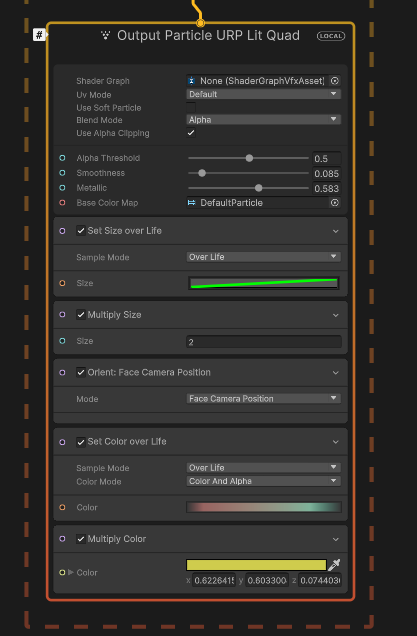 #
Output Particle URP Lit Quad LOCAL
Shader Graph None (ShaderGraphVfxAsset)
Uv Mode Default
Use Soft Particle
Blend Mode Alpha
Use Alpha Clipping
Alpha Threshold 0.5
Smoothness 0.085
Metallic 0.583
Base Color Map DefaultParticle
Set Size over Life
Sample Mode Over Life
Size
Multiply Size
Size 2
Orient: Face Camera Position
Mode Face Camera Position
Set Color over Life
Sample Mode Over Life
Color Mode Color And Alpha
Color
Multiply Color
Color
x 0.6226415 y 0.603300 z 0.074403